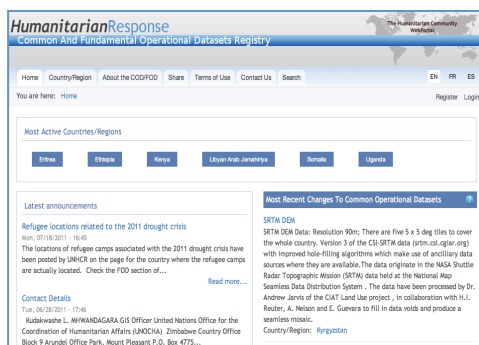 HumanitarianResponse
The Humanitarian Community
WebPortal
Common And Fundamental Operational Datasets Registry
Home Country/Region About the COD/FOD Share Terms of Use Contact Us Search EN FR ES
You are here: Home Register Login
Most Active Countries/Regions
Eritrea Ethiopia Kenya Libyan Arab Jamahiriya Somalia Uganda
Latest announcements
Refugee locations related to the 2011 drought crisis
Mon, 07/18/2011 - 16:45
The locations of refugee camps associated with the 2011 drought crisis have
been posted by UNHCR on the page for the country where the refugee camps
are actually located. Check the FOD section of...
Read more...
Contact Details
Tue, 06/28/2011 - 17:46
Kudakwashe L. MHWANDAGARA GIS Officer United Nations Office for the
Coordination of Humanitarian Affairs (UNOCHA) Zimbabwe Country Office
Block 9 Arundel Office Park, Mount Pleasant P.O. Box 4775...
Most Recent Changes To Common Operational Datasets ?
SRTM DEM
SRTM DEM Data: Resolution 90m; There are five 5 x 5 deg tiles to cover
the whole country. Version 3 of the CSI-SRTM data (srtm.csi.cgiar.org)
with improved hole-filling algorithms which make use of ancilliary data
sources where they are available.The data originate in the NASA Shuttle
Radar Topographic Mission (SRTM) data held at the National Map
Seamless Data Distribution System . The data have been processed by Dr.
Andrew Jarvis of the CIAT Land Use project , in collaboration with H.I.
Reuter, A. Nelson and E. Guevara to fill in data voids and produce a
seamless mosaic.
Country/Region: Kyrgyzstan